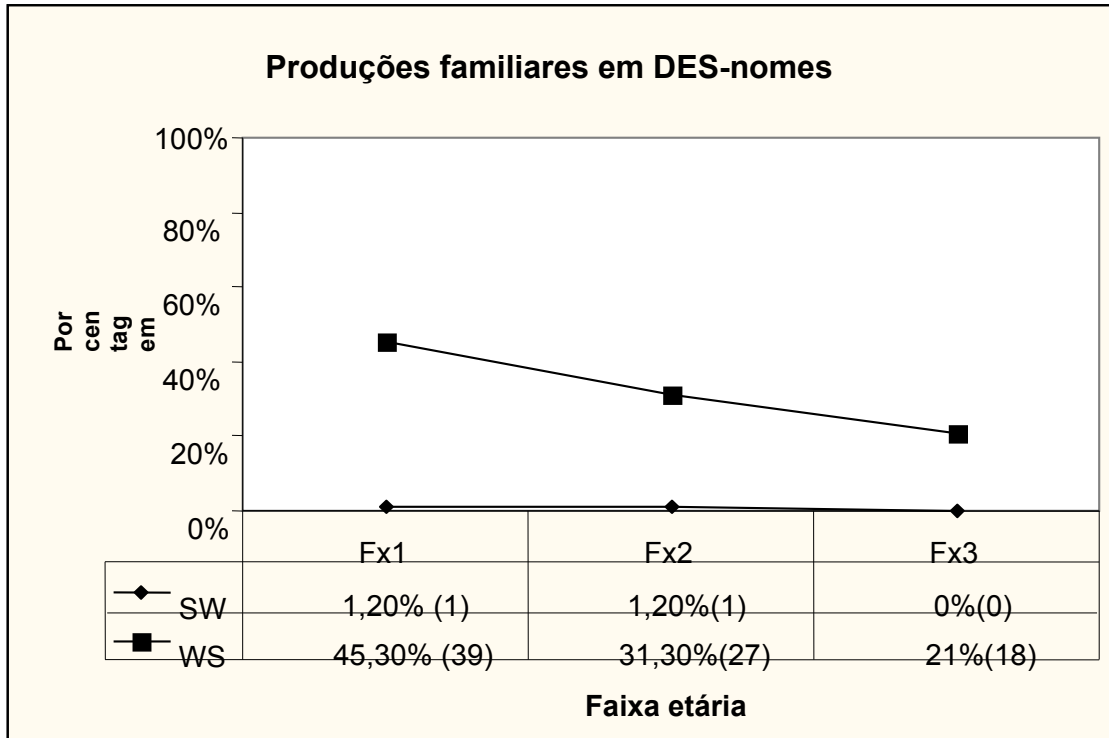 Produções familiares em DES-nomes
100%
80%
60%
40%
20%
0%
Por
cen
tag
em
Fx1 Fx2 Fx3
SW 1,20% (1) 1,20%(1) 0%(0)
WS 45,30% (39) 31,30%(27) 21%(18)
Faixa etária